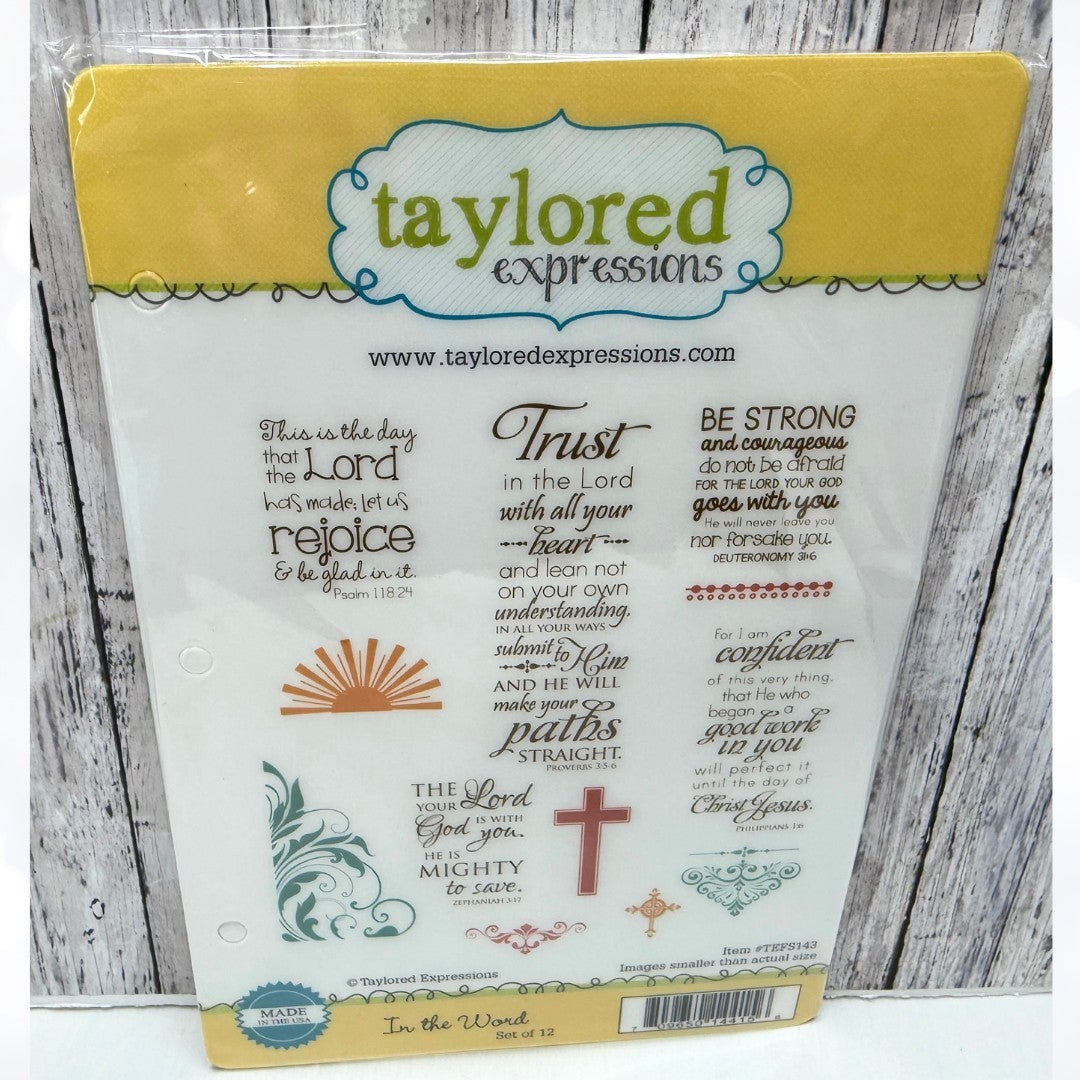 taylored
expressions
www.tayloredexpressions.com
This is the day
that
the Lord
has made; let us
rejoice
& be glad in it.
Psalm 118:24
Trust
in the Lord
with all your
heart
and lean not
on your own
understanding,
IN ALL YOUR WAYS
submit to Him
AND HE WILL
make your
paths
STRAIGHT.
PROVERBS 3:5-6
BE STRONG
and courageous
do not be afraid
FOR THE LORD YOUR GOD
goes with you
He will never leave you
nor forsake you.
DEUTERONOMY 31:6
For I am
confident
of this very thing,
that He who
began a
good work
in you
will perfect it
until the day of
Christ Jesus.
PHILIPPIANS 1:6
THE Lord
YOUR
God IS WITH
you.
HE IS
MIGHTY
to save.
ZEPHANIAH 3:17
Item #TEFS143
Images smaller than actual size
© Taylored Expressions
MADE
IN THE USA
In the Word
Set of 12